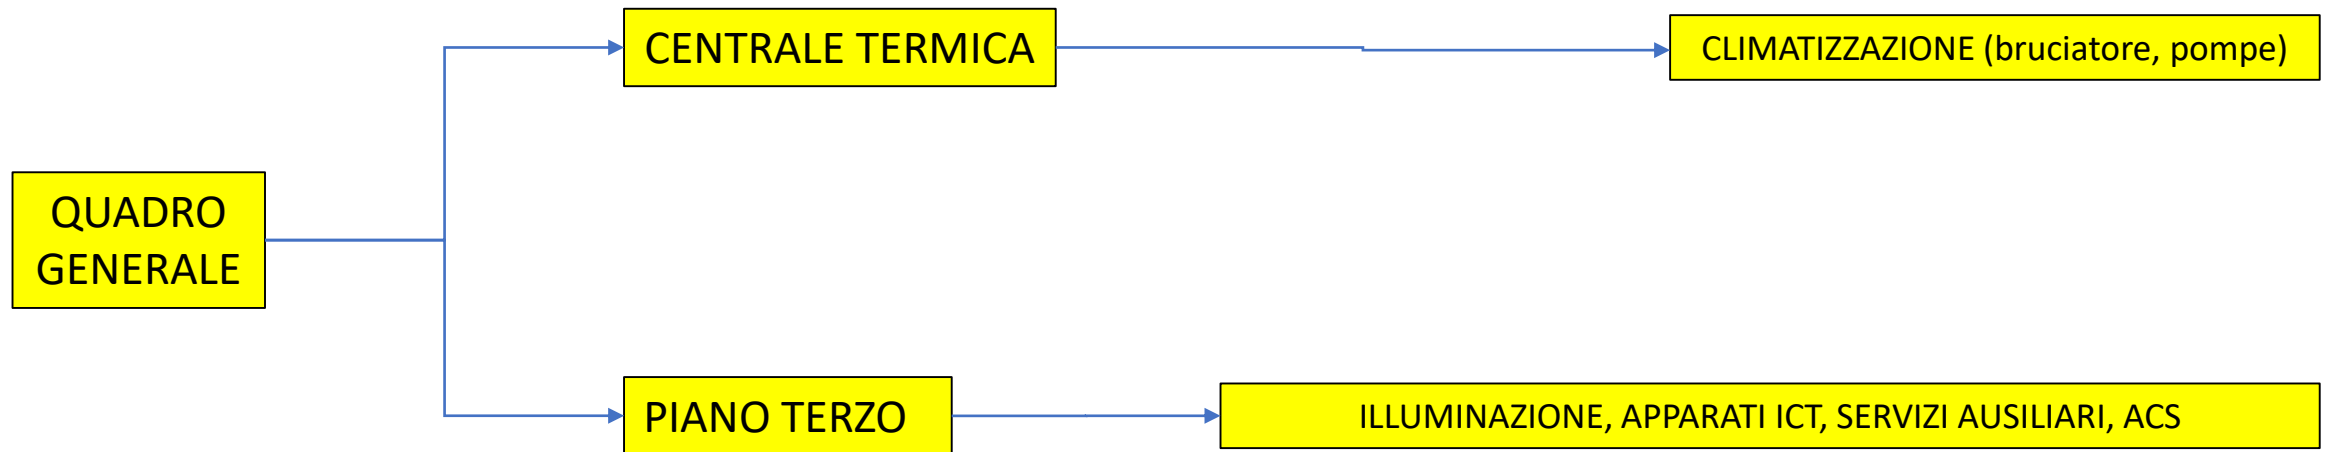 CENTRALE TERMICA
CLIMATIZZAZIONE (bruciatore, pompe)
QUADRO
GENERALE
PIANO TERZO
ILLUMINAZIONE, APPARATI ICT, SERVIZI AUSILIARI, ACS